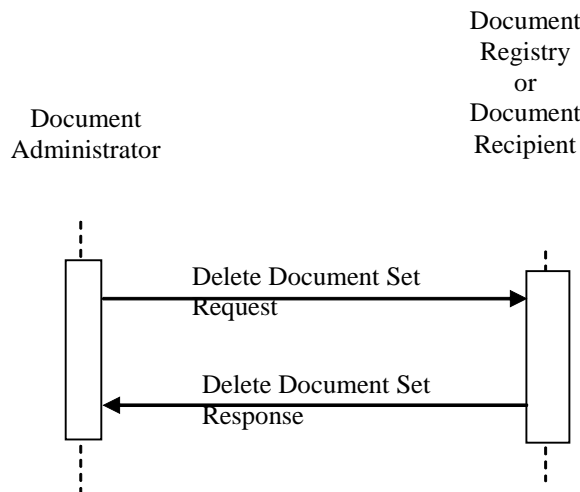 Document
Registry
or
Document
Recipient
Document
Administrator
Delete Document Set
Request
Delete Document Set
Response